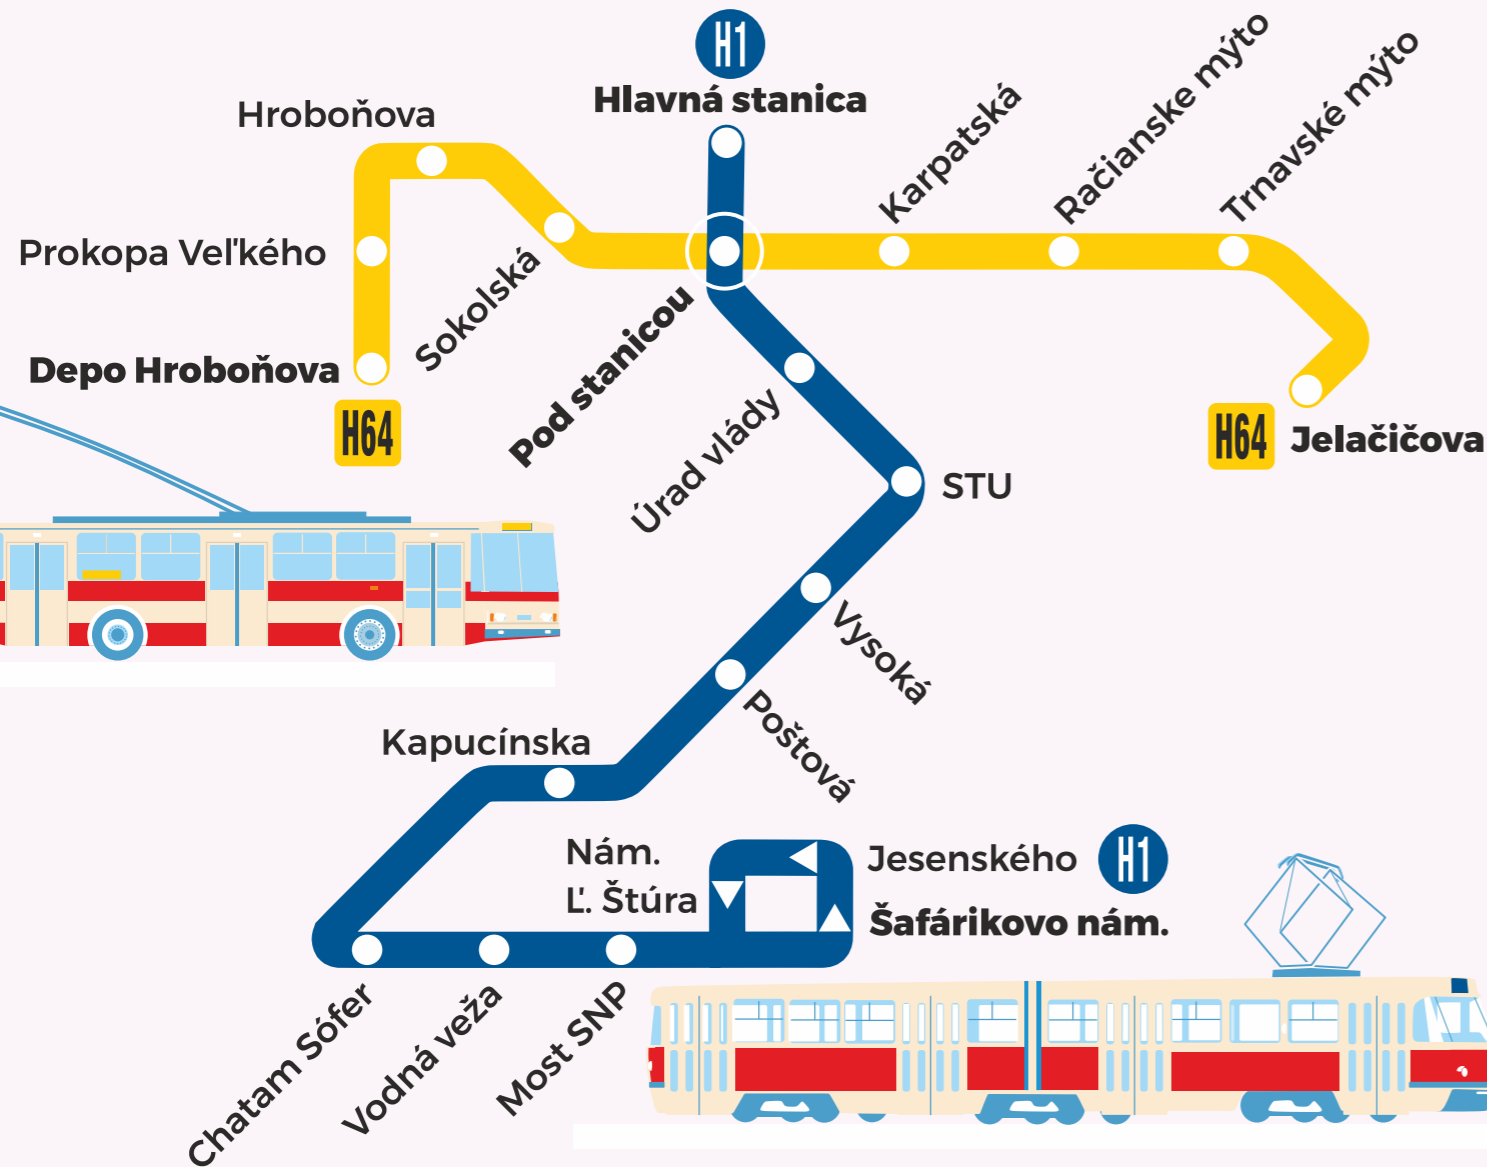 H1
Hlavná stanica
Hroboňova
Karpatská
Račianske mýto
Trnavské mýto
Prokopa Veľkého
Sokolská
Depo Hroboňova
H64
Pod stanicou
Úrad vlády
STU
H64
Jelačičova
Vysoká
Poštová
Kapucínska
Nám.
Ľ. Štúra
Jesenského
H1
Šafárikovo nám.
Chatam Sófer
Vodná veža
Most SNP